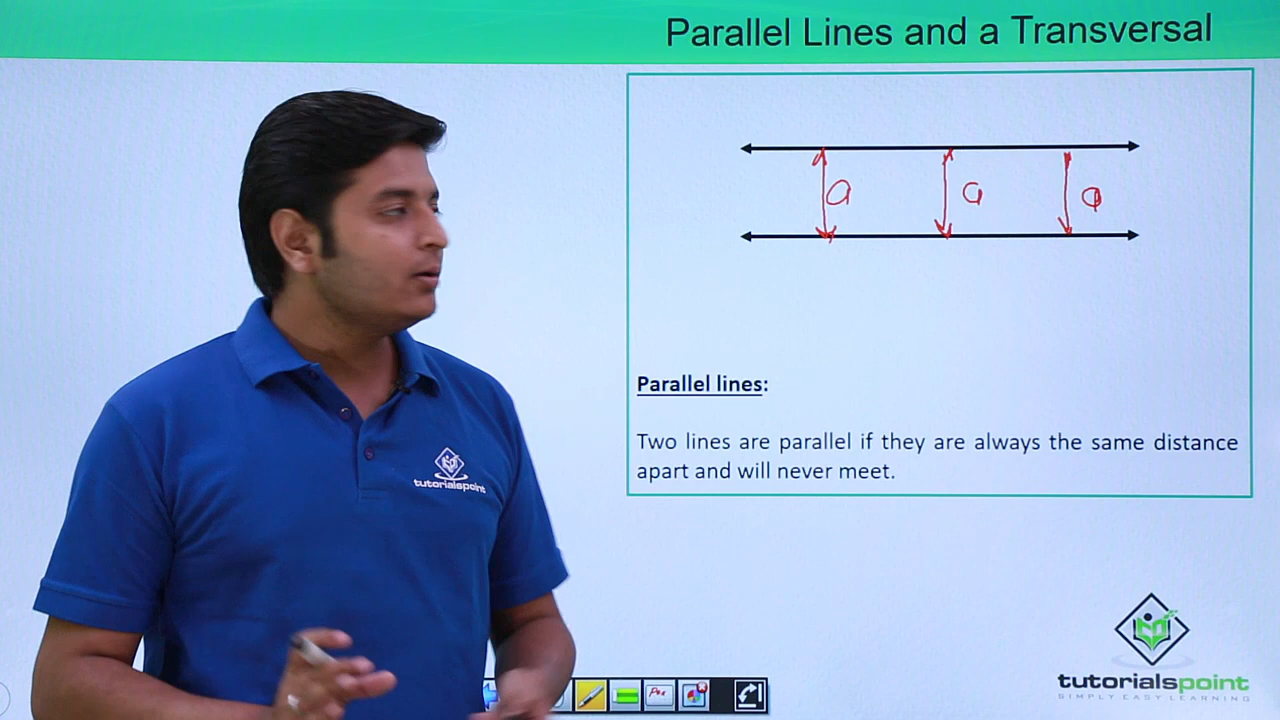 Parallel Lines and a Transversal
a a a
Parallel lines:
Two lines are parallel if they are always the same distance
apart and will never meet.
tutorialspoint
tutorialspoint
SIMPLY EASY LEARNING
Pen